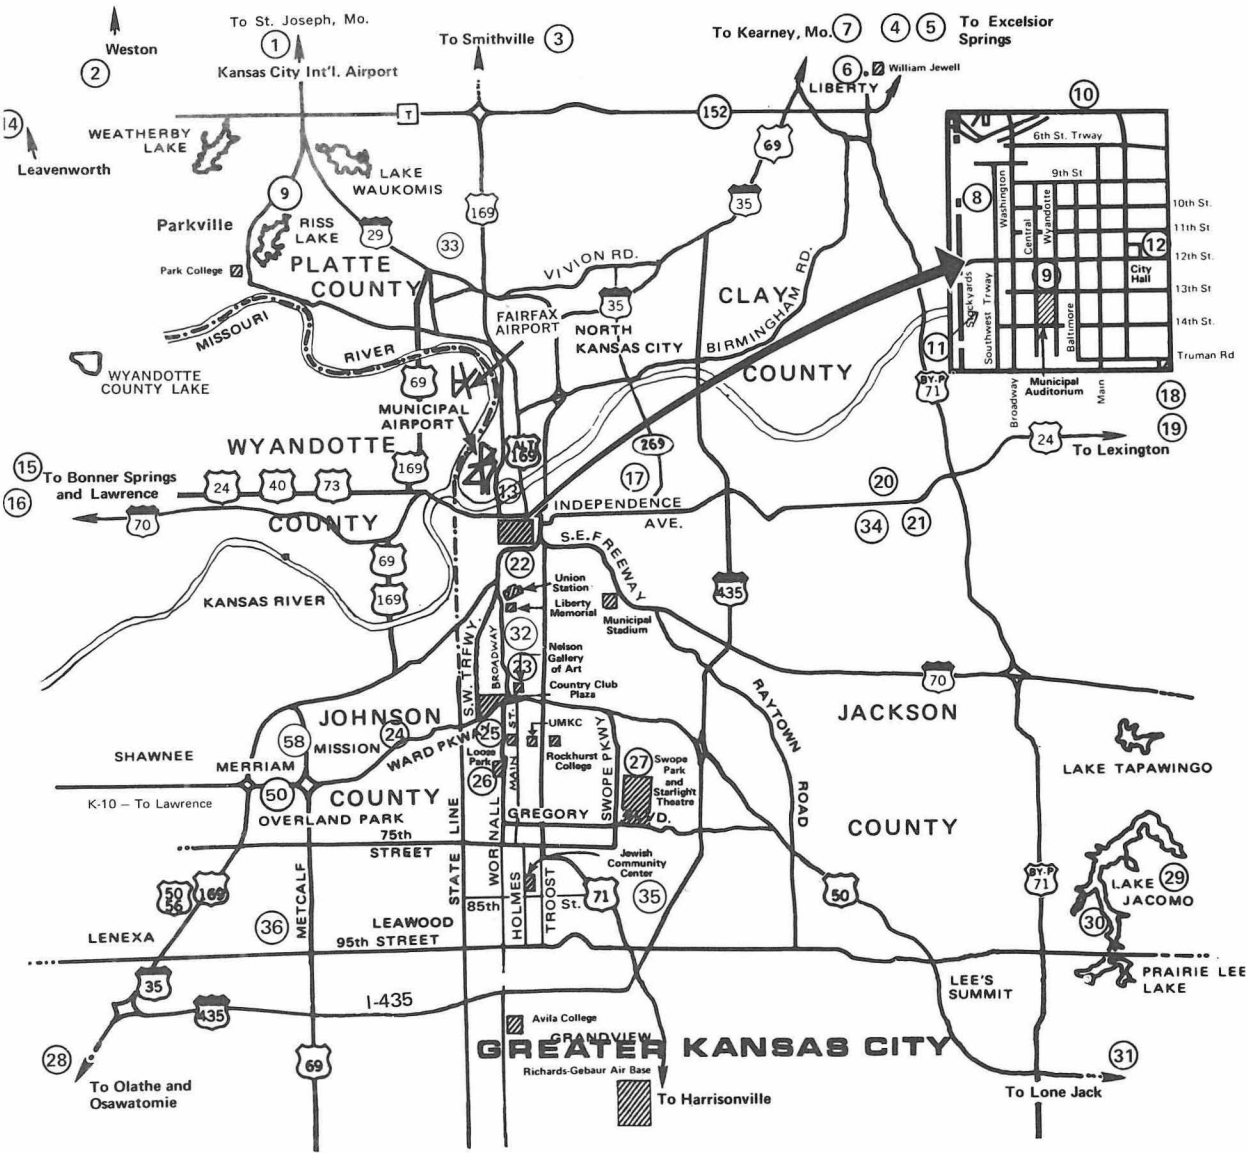 To St. Joseph, Mo.
1
Kansas City Int'l. Airport
Weston
2
To Smithville 3
To Kearney, Mo. 7
4 5 To Excelsior
Springs
6
William Jewell
LIBERTY
T
152
14
Leavenworth
WEATHERBY
LAKE
LAKE
WAUKOMIS
69
35
9
169
29
33
Parkville
RISS
LAKE
Park College
PLATTE
COUNTY
VIVION RD.
35
CLAY
COUNTY
BIRMINGHAM RD.
FAIRFAX
AIRPORT
NORTH
KANSAS CITY
MISSOURI
RIVER
WYANDOTTE
COUNTY LAKE
69
MUNICIPAL
AIRPORT
10
6th St. Trway
9th St
8
Washington
Central
Wyandotte
10th St.
11th St
12
12th St.
City
Hall
9
13th St
14th St.
Stockyards
Southwest Trway
Baltimore
11
Truman Rd
Broadway
Municipal
Auditorium
Main
18
19
BY-P
71
24
To Lexington
WYANDOTTE
COUNTY
15
To Bonner Springs
and Lawrence
16
24
40
73
169
70
ALT
169
269
17
13
INDEPENDENCE
AVE.
20
34
21
S.E. FREEWAY
22
Union
Station
Liberty
Memorial
Municipal
Stadium
435
69
169
KANSAS RIVER
32
Nelson
Gallery
of Art
23
Country Club
Plaza
S.W. TRFWY.
BROADWAY
70
JACKSON
COUNTY
RAYTOWN
ROAD
JOHNSON
COUNTY
24
58
MISSION
WARD PKWAY
25
Loose
Park
26
MAIN ST.
UMKC
Rockhurst
College
SWOPE PKWY
27
Swope
Park
and
Starlight
Theatre
SHAWNEE
MERRIAM
50
K-10 – To Lawrence
OVERLAND PARK
75th
STREET
GREGORY BLVD.
LAKE TAPAWINGO
STATE LINE
WORNALL
Jewish
Community
Center
HOLMES
TROOST
85th St.
71
35
50
BY-P
71
LAKE
JACOMO
29
30
50
56
169
METCALF
36
LEAWOOD
95th STREET
LENEXA
35
435
I-435
LEE'S
SUMMIT
PRAIRIE LEE
LAKE
Avila College
GRANDVIEW
GREATER KANSAS CITY
Richards-Gebaur Air Base
28
To Olathe and
Osawatomie
69
To Harrisonville
To Lone Jack
31